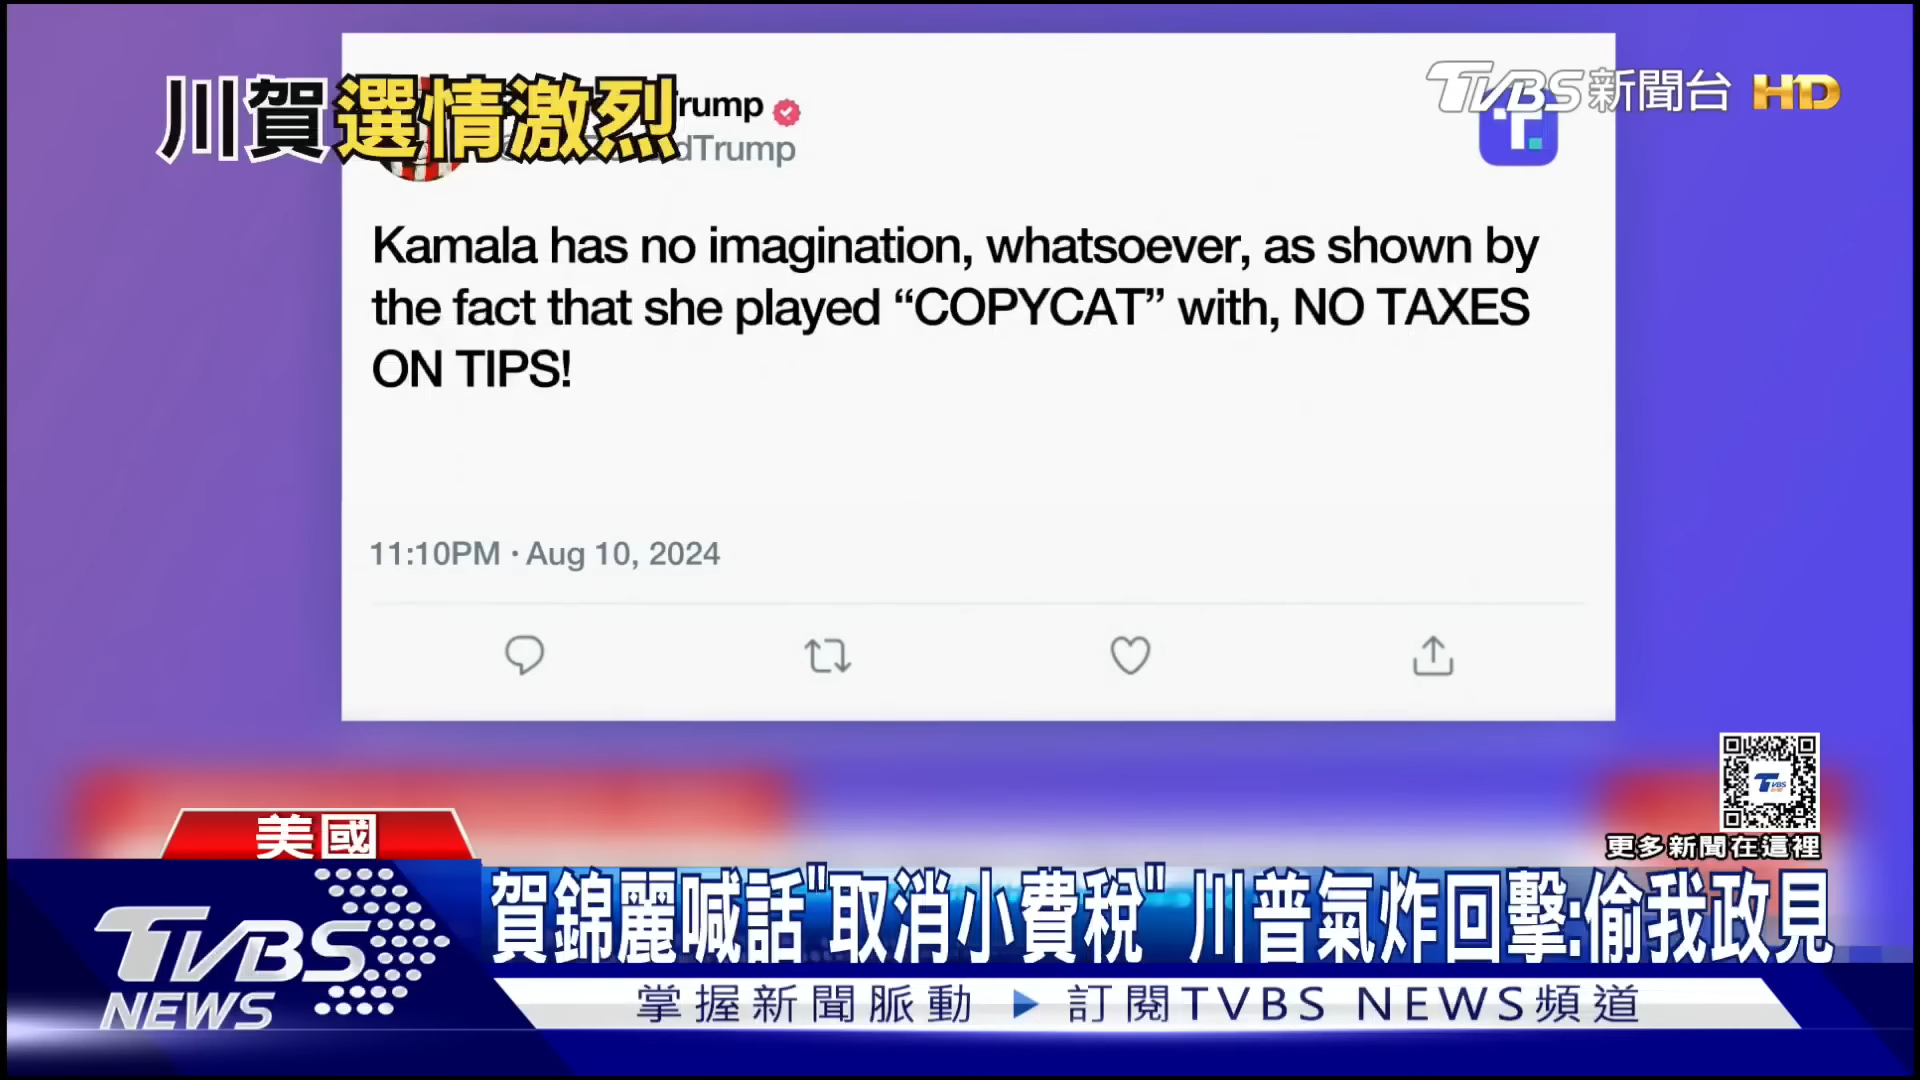 川賀選情激烈
TVBS新聞台 HD
rump
dTrump
Kamala has no imagination, whatsoever, as shown by
the fact that she played “COPYCAT” with, NO TAXES
ON TIPS!
11:10PM · Aug 10, 2024
TVBS
更多新聞在這裡
美國
賀錦麗喊話"取消小費稅" 川普氣炸回擊:偷我政見
TVBS
NEWS
掌握新聞脈動 ▶ 訂閱TVBS NEWS頻道